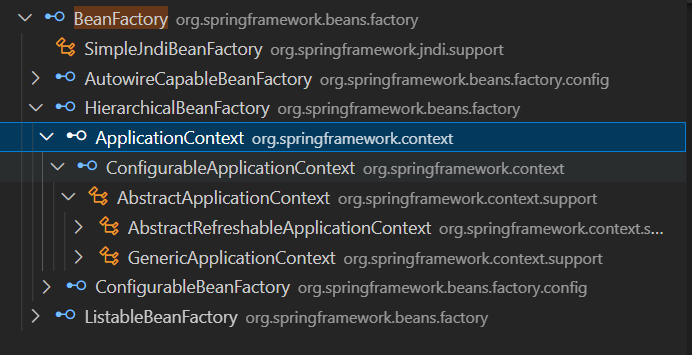 BeanFactory org.springframework.beans.factory
SimpleJndiBeanFactory org.springframework.jndi.support
AutowireCapableBeanFactory org.springframework.beans.factory.config
HierarchicalBeanFactory org.springframework.beans.factory
ApplicationContext org.springframework.context
ConfigurableApplicationContext org.springframework.context
AbstractApplicationContext org.springframework.context.support
AbstractRefreshableApplicationContext org.springframework.context.s...
GenericApplicationContext org.springframework.context.support
ConfigurableBeanFactory org.springframework.beans.factory.config
ListableBeanFactory org.springframework.beans.factory